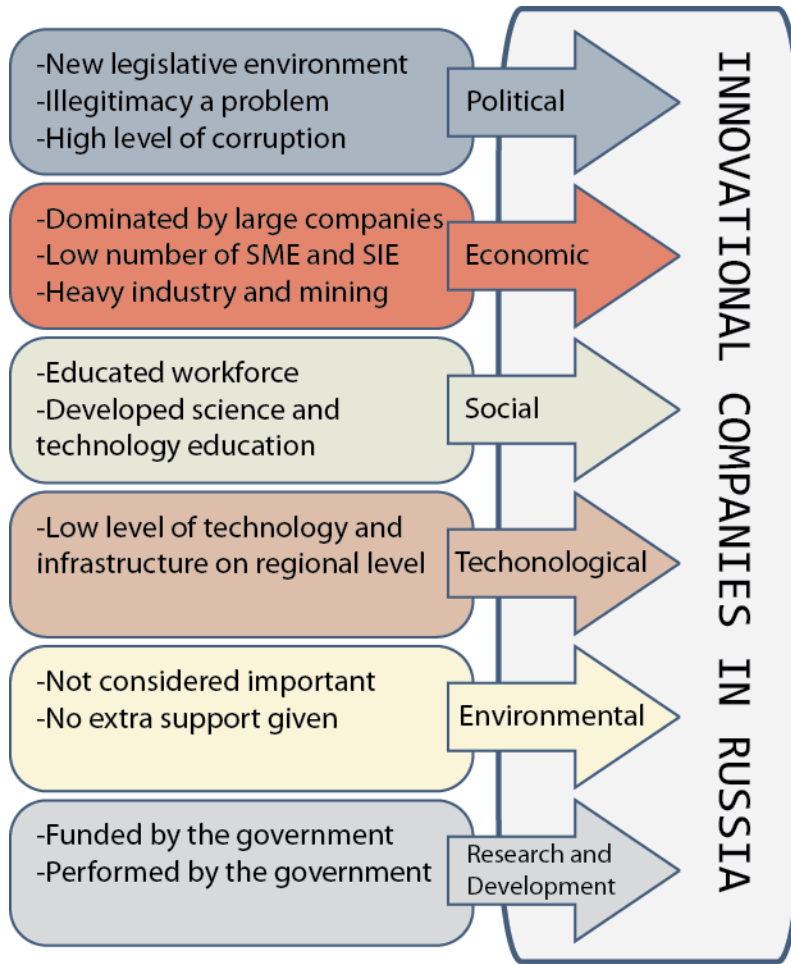 -New legislative environment
-Illegitimacy a problem
-High level of corruption
Political
-Dominated by large companies
-Low number of SME and SIE
-Heavy industry and mining
Economic
-Educated workforce
-Developed science and
technology education
Social
-Low level of technology and
infrastructure on regional level
Techonological
-Not considered important
-No extra support given
Environmental
-Funded by the government
-Performed by the government
Research and
Development
INNOVATIONAL COMPANIES IN RUSSIA